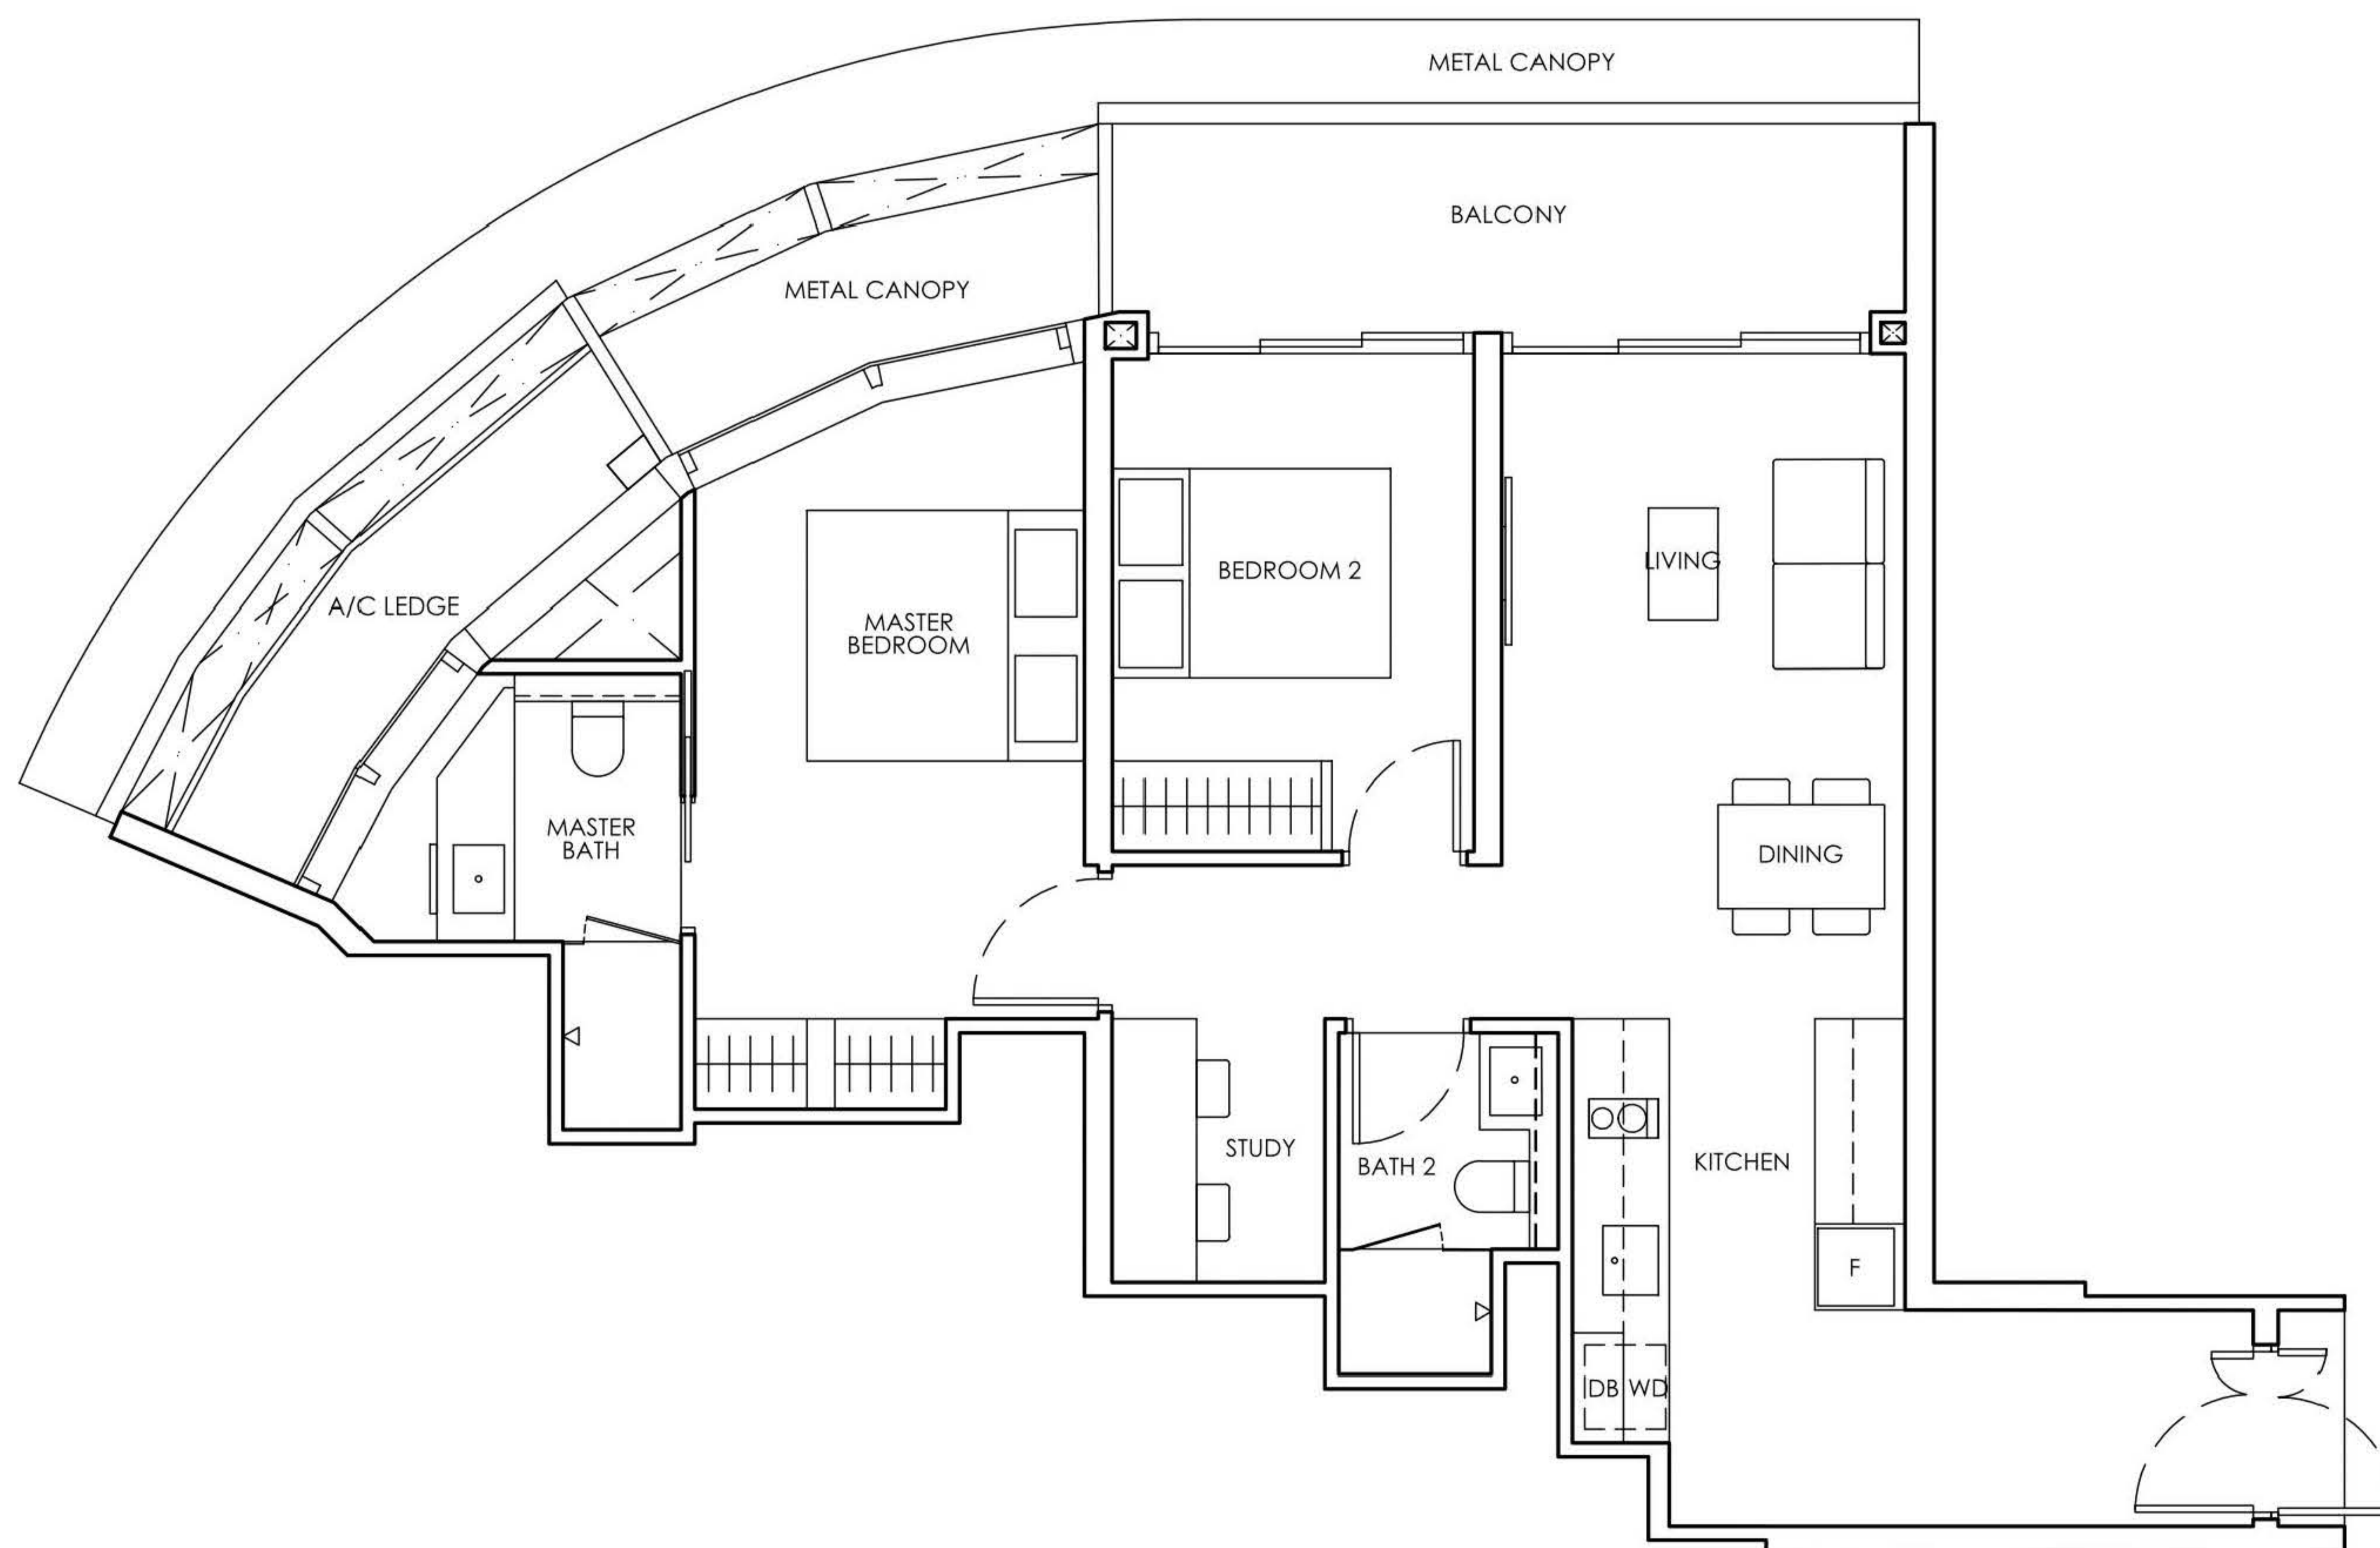 METAL CANOPY
BALCONY
METAL CANOPY
LIVING
BEDROOM 2
A/C LEDGE
MASTER
BEDROOM
MASTER
BATH
DINING
STUDY
BATH 2
KITCHEN
F
DB WD